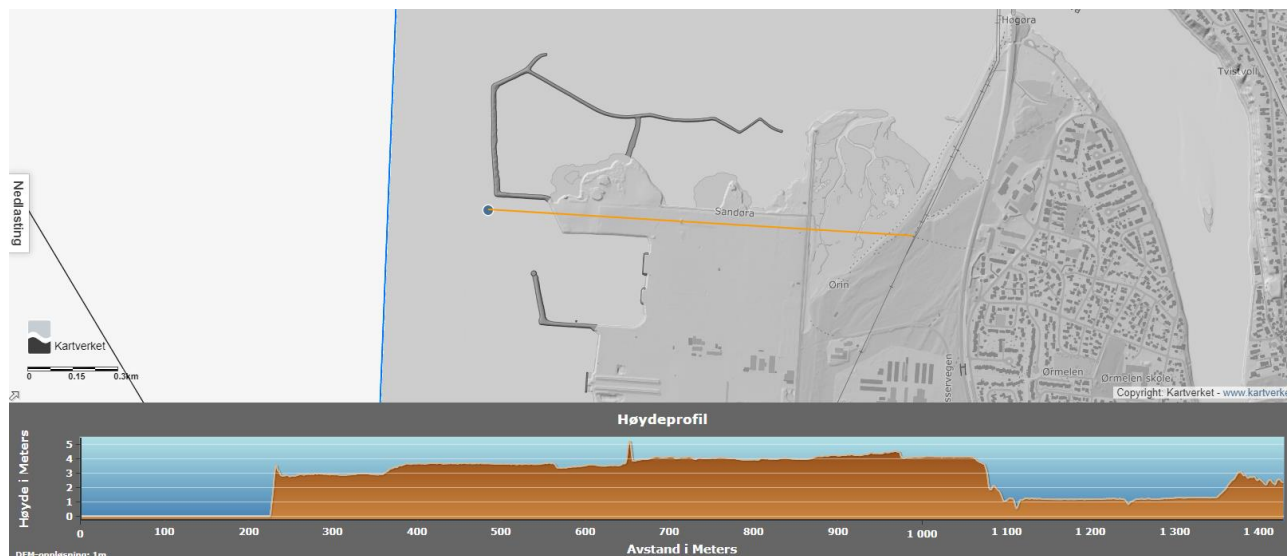 Høgøra
Tvistvoll
Nedlasting
Sandøra
Ørin
Kartverket
0 0.15 0.3km
Ørmelen
Ørmelen skole
Copyright: Kartverket - www.kartverke
Høydeprofil
Høyde i Meters
5
4
3
2
1
0
0 100 200 300 400 500 600 700 800 900 1 000 1 100 1 200 1 300 1 400
Avstand i Meters
DEM-oppløsning: 1m